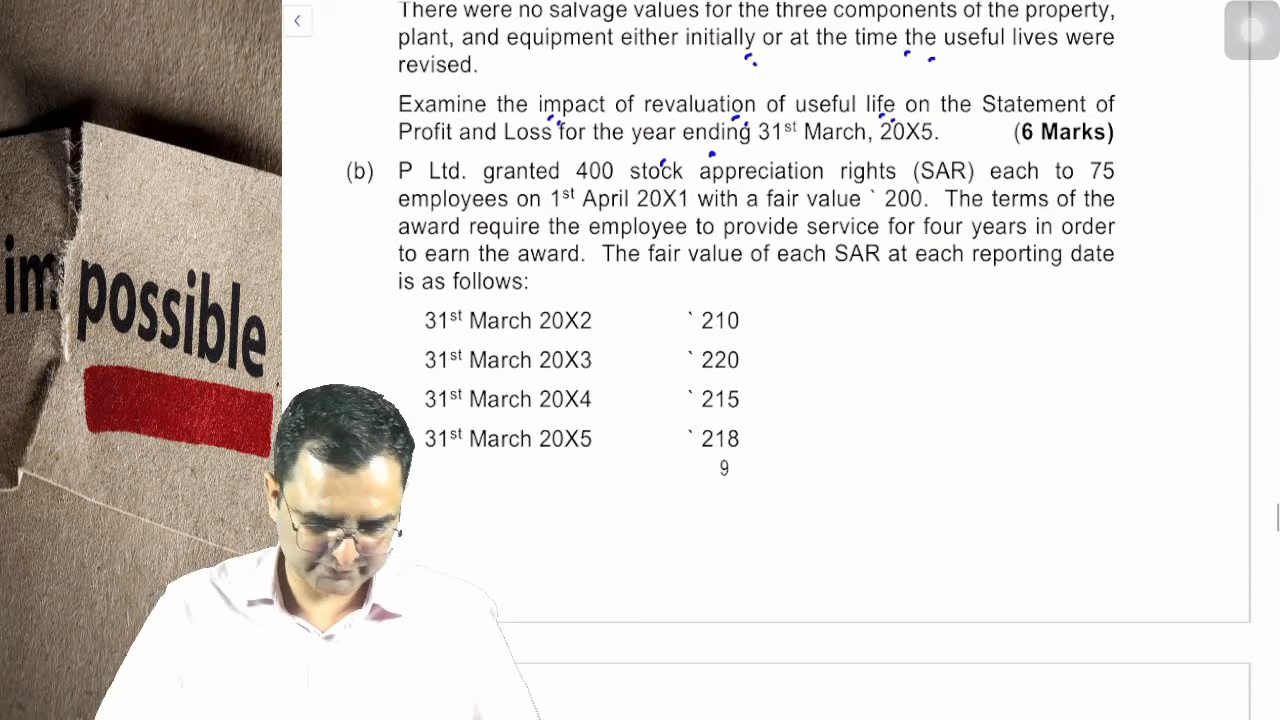 There were no salvage values for the three components of the property,
plant, and equipment either initially or at the time the useful lives were
revised.
Examine the impact of revaluation of useful life on the Statement of
Profit and Loss for the year ending 31st March, 20X5. (6 Marks)
(b) P Ltd. granted 400 stock appreciation rights (SAR) each to 75
employees on 1st April 20X1 with a fair value ` 200. The terms of the
award require the employee to provide service for four years in order
to earn the award. The fair value of each SAR at each reporting date
is as follows:
31st March 20X2 ` 210
31st March 20X3 ` 220
31st March 20X4 ` 215
31st March 20X5 ` 218
9
im possible